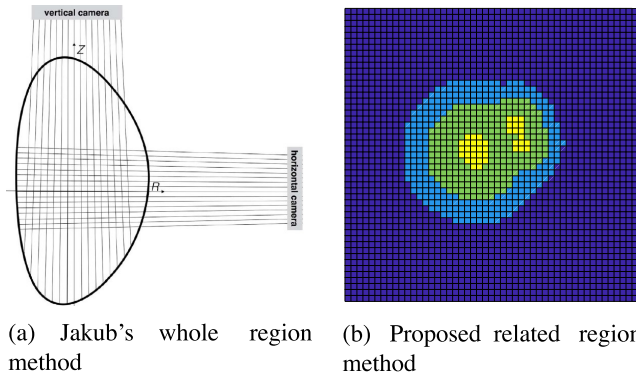 vertical camera
Z
horizontal camera
R
(a) Jakub's whole region
method
(b) Proposed related region
method